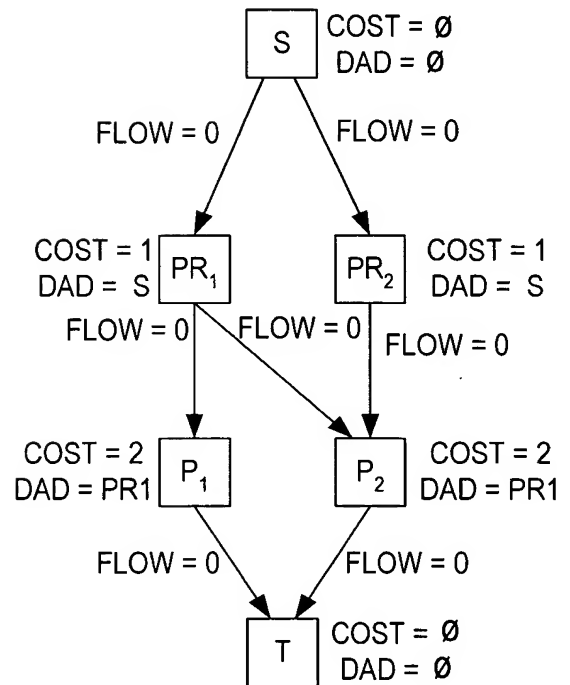 S
COST = Ø
DAD = Ø
FLOW = 0
FLOW = 0
COST = 1
DAD = S
PR₁
PR₂
COST = 1
DAD = S
FLOW = 0
FLOW = 0
FLOW = 0
COST = 2
DAD = PR1
P₁
P₂
COST = 2
DAD = PR1
FLOW = 0
FLOW = 0
T
COST = Ø
DAD = Ø